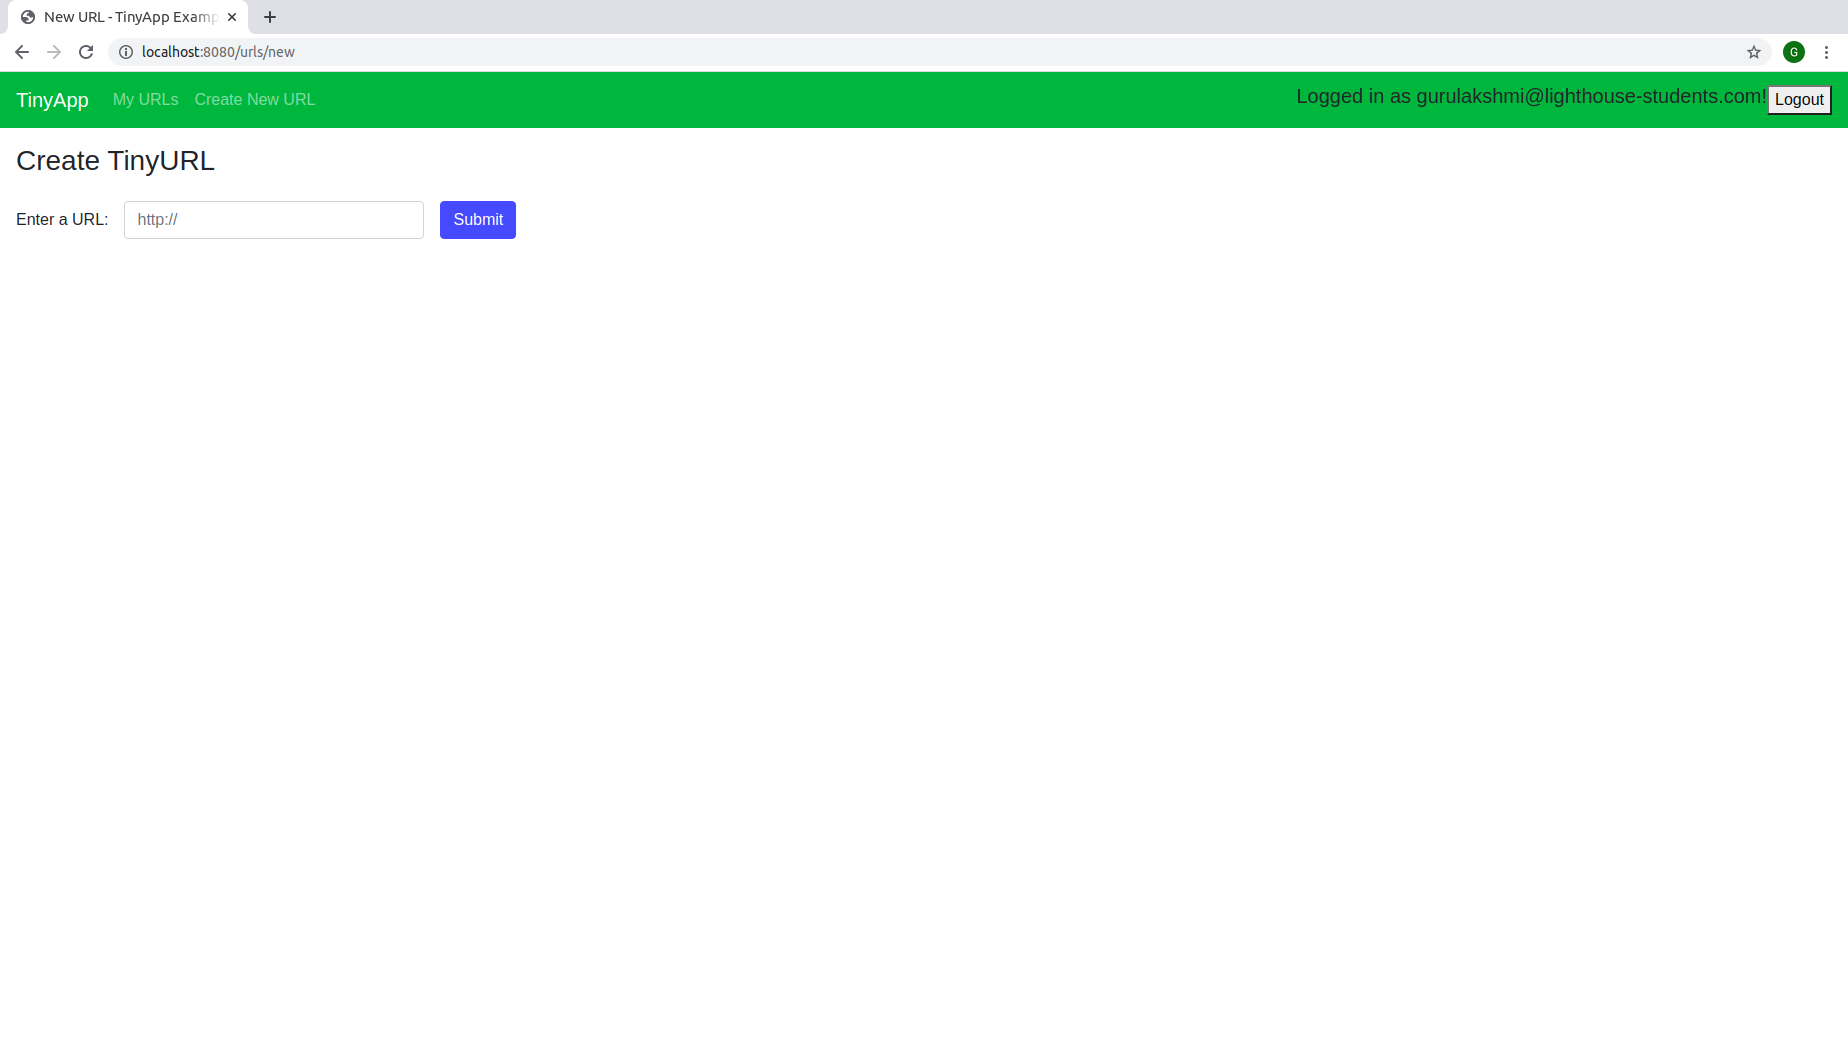 New URL - TinyApp Examp
localhost:8080/urls/new
G
TinyApp My URLs Create New URL Logged in as gurulakshmi@lighthouse-students.com! Logout
Create TinyURL
Enter a URL: http:// Submit